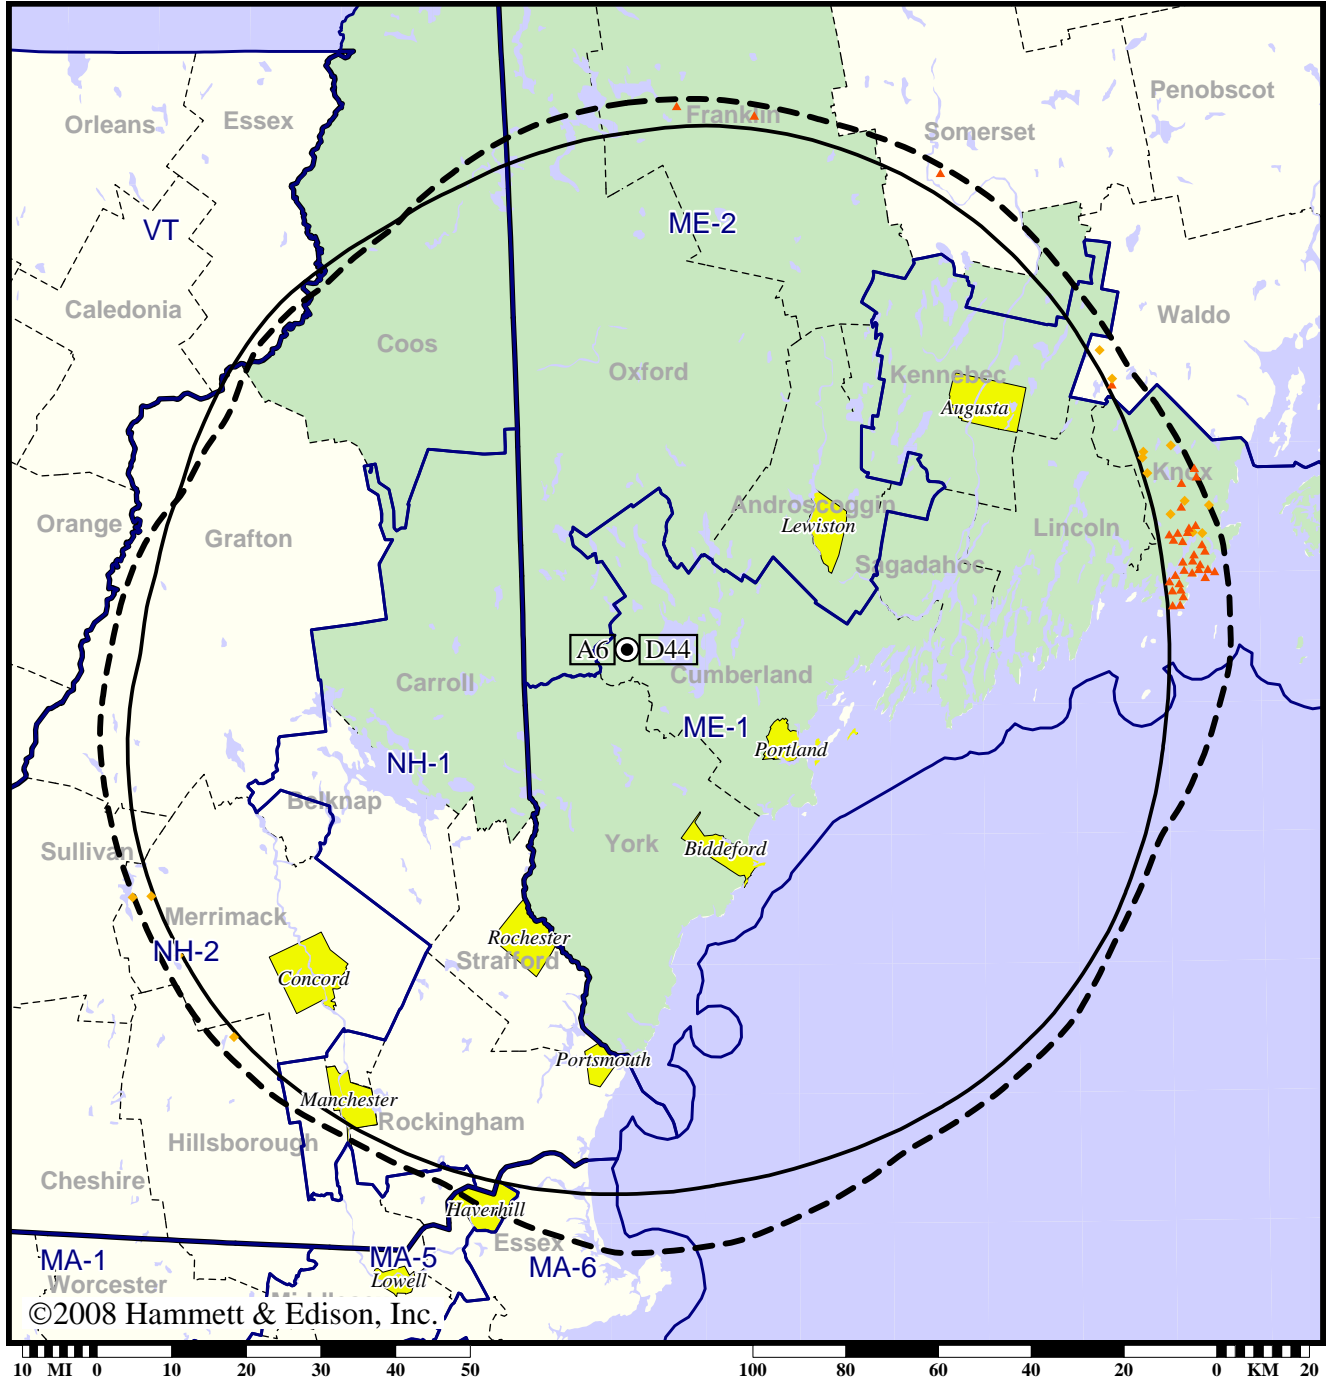 Penobscot
Orleans
Essex
Franklin
Somerset
VT
ME-2
Caledonia
Waldo
Coos
Oxford
Kennebec
Augusta
Knox
Androscoggin
Lewiston
Orange
Grafton
Lincoln
Sagadahoc
A6 D44
Carroll
Cumberland
ME-1
Portland
NH-1
Belknap
York
Biddeford
Sullivan
Merrimack
Rochester
NH-2
Strafford
Concord
Portsmouth
Manchester
Rockingham
Hillsborough
Cheshire
Haverhill
Essex
MA-1
MA-5
MA-6
Worcester
Lowell
©2008 Hammett & Edison, Inc.
10 MI 0 10 20 30 40 50 100 80 60 40 20 0 KM 20